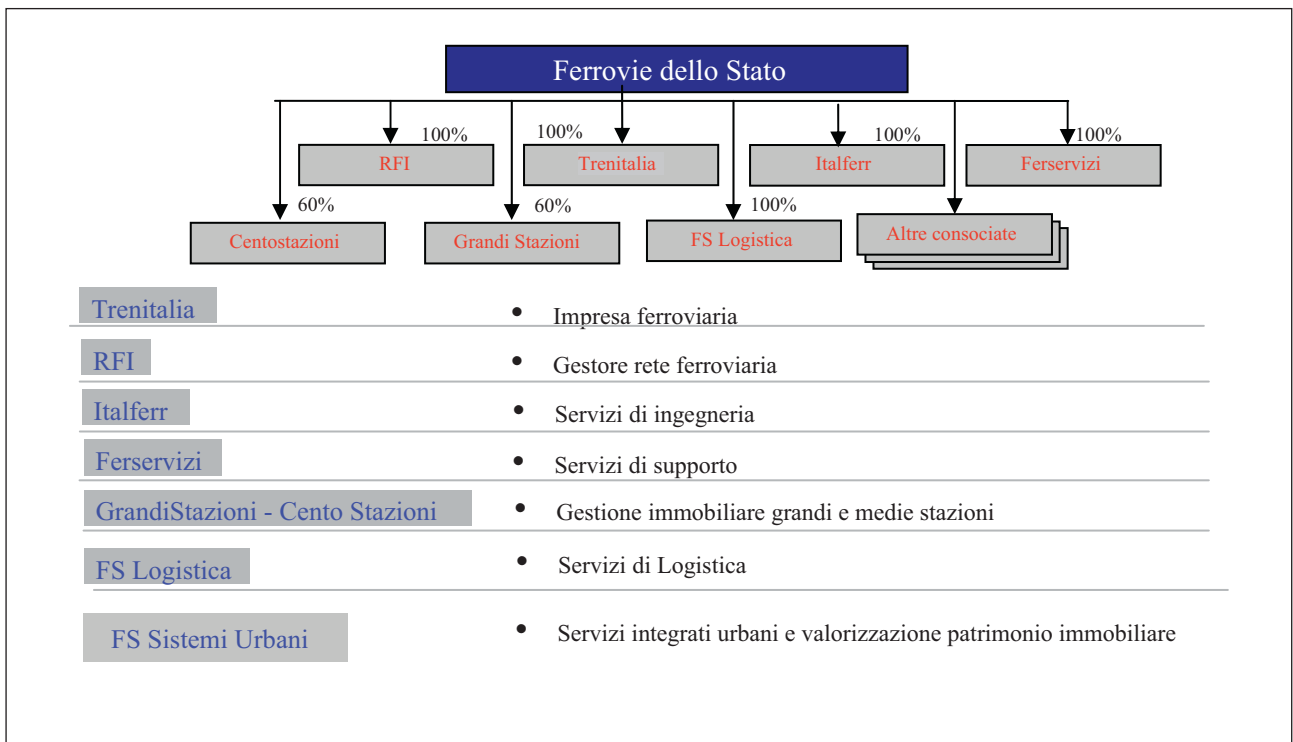 Ferrovie dello Stato
100% 100% 100% 100%
RFI Trenitalia Italferr Ferservizi
60% 60% 100%
Centostazioni Grandi Stazioni FS Logistica Altre consociate
Trenitalia • Impresa ferroviaria
RFI • Gestore rete ferroviaria
Italferr • Servizi di ingegneria
Ferservizi • Servizi di supporto
GrandiStazioni - Cento Stazioni • Gestione immobiliare grandi e medie stazioni
FS Logistica • Servizi di Logistica
FS Sistemi Urbani • Servizi integrati urbani e valorizzazione patrimonio immobiliare